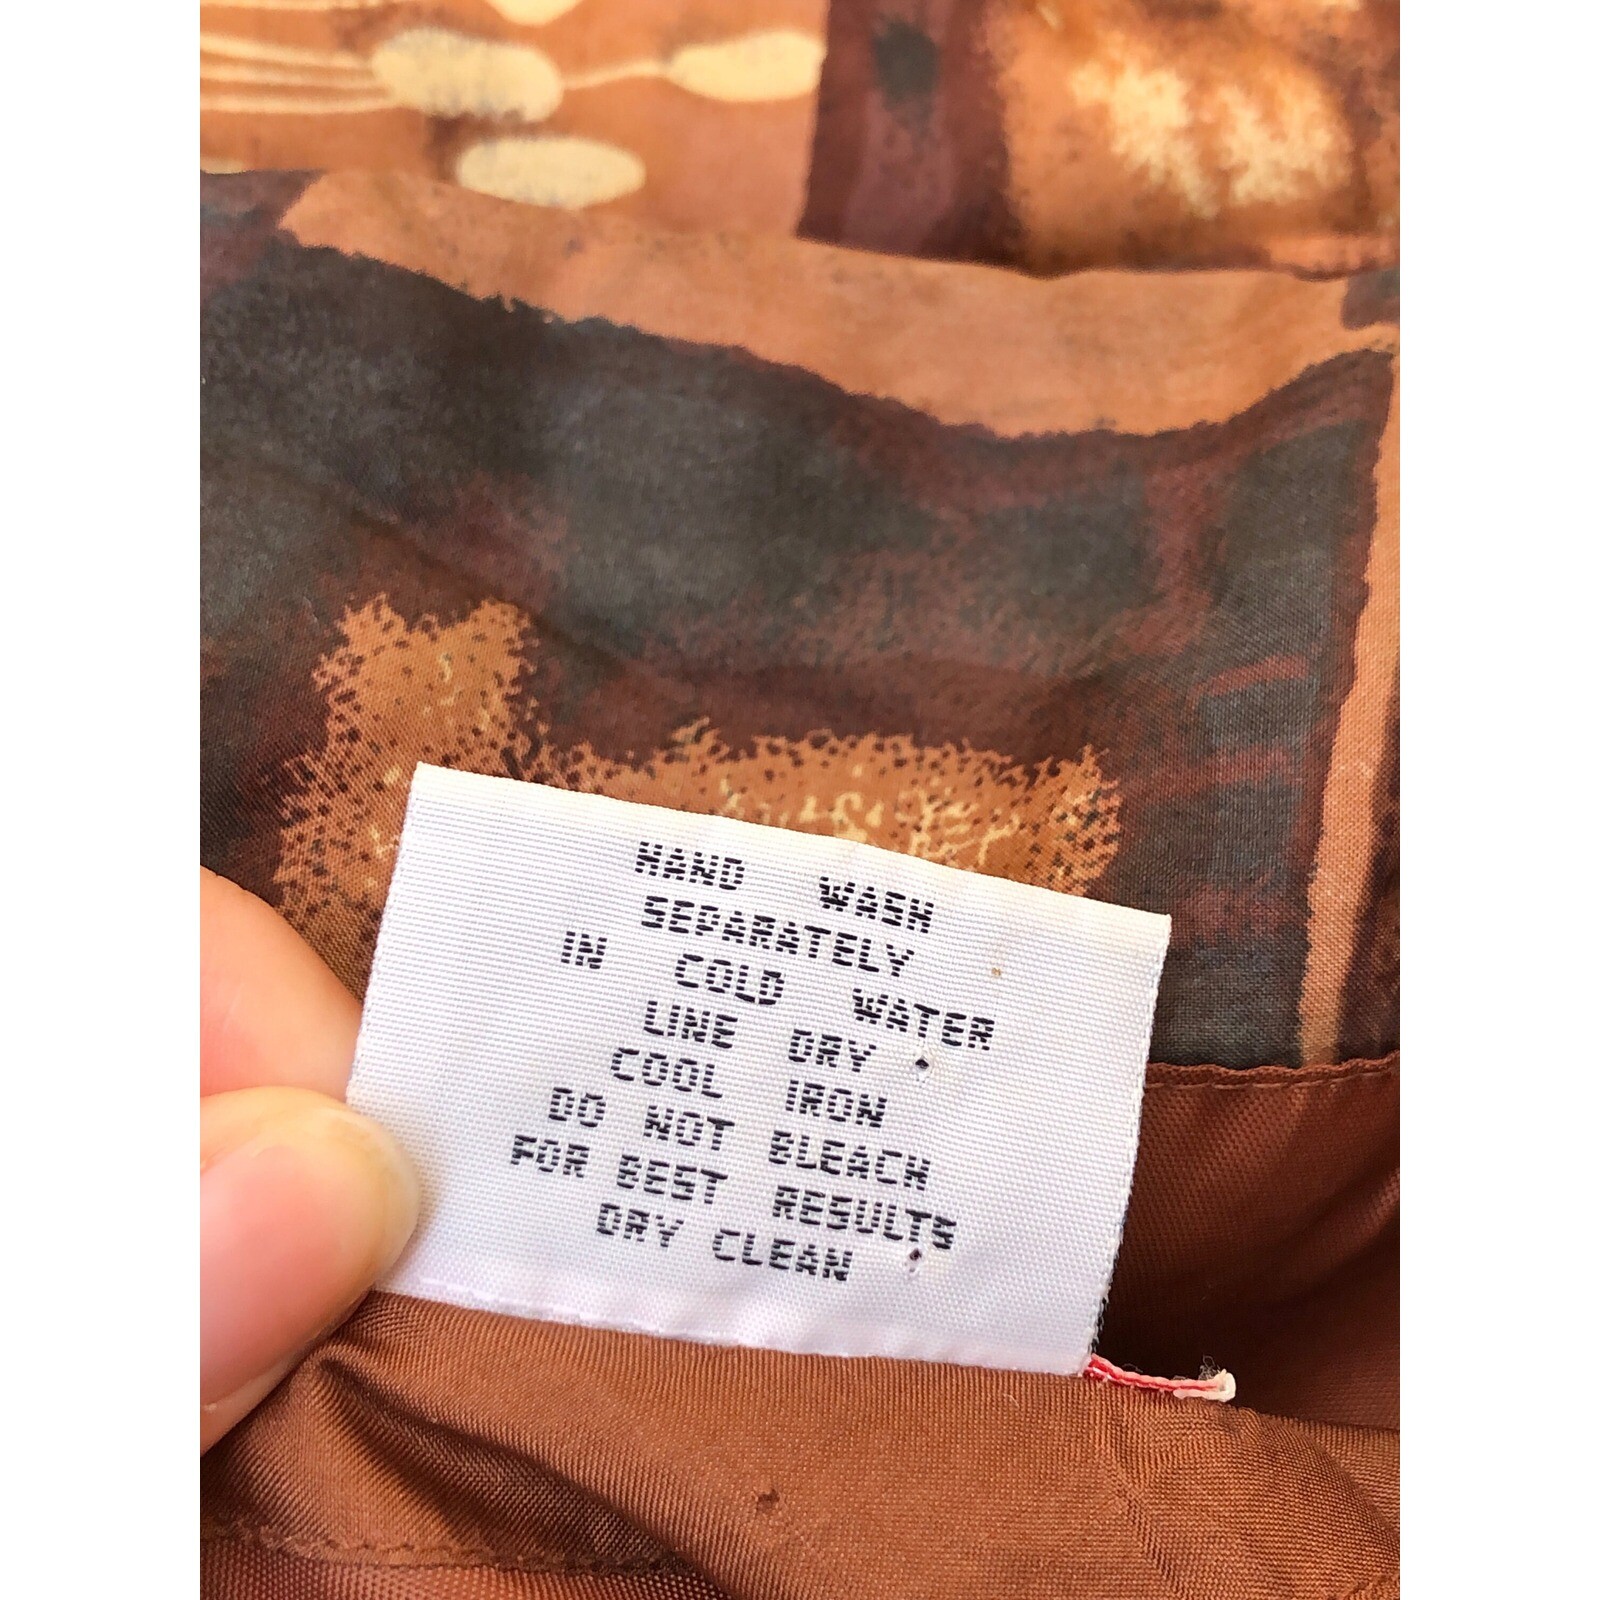 HAND WASH
SEPARATELY
IN COLD WATER
LINE DRY
COOL IRON
DO NOT BLEACH
FOR BEST RESULTS
DRY CLEAN